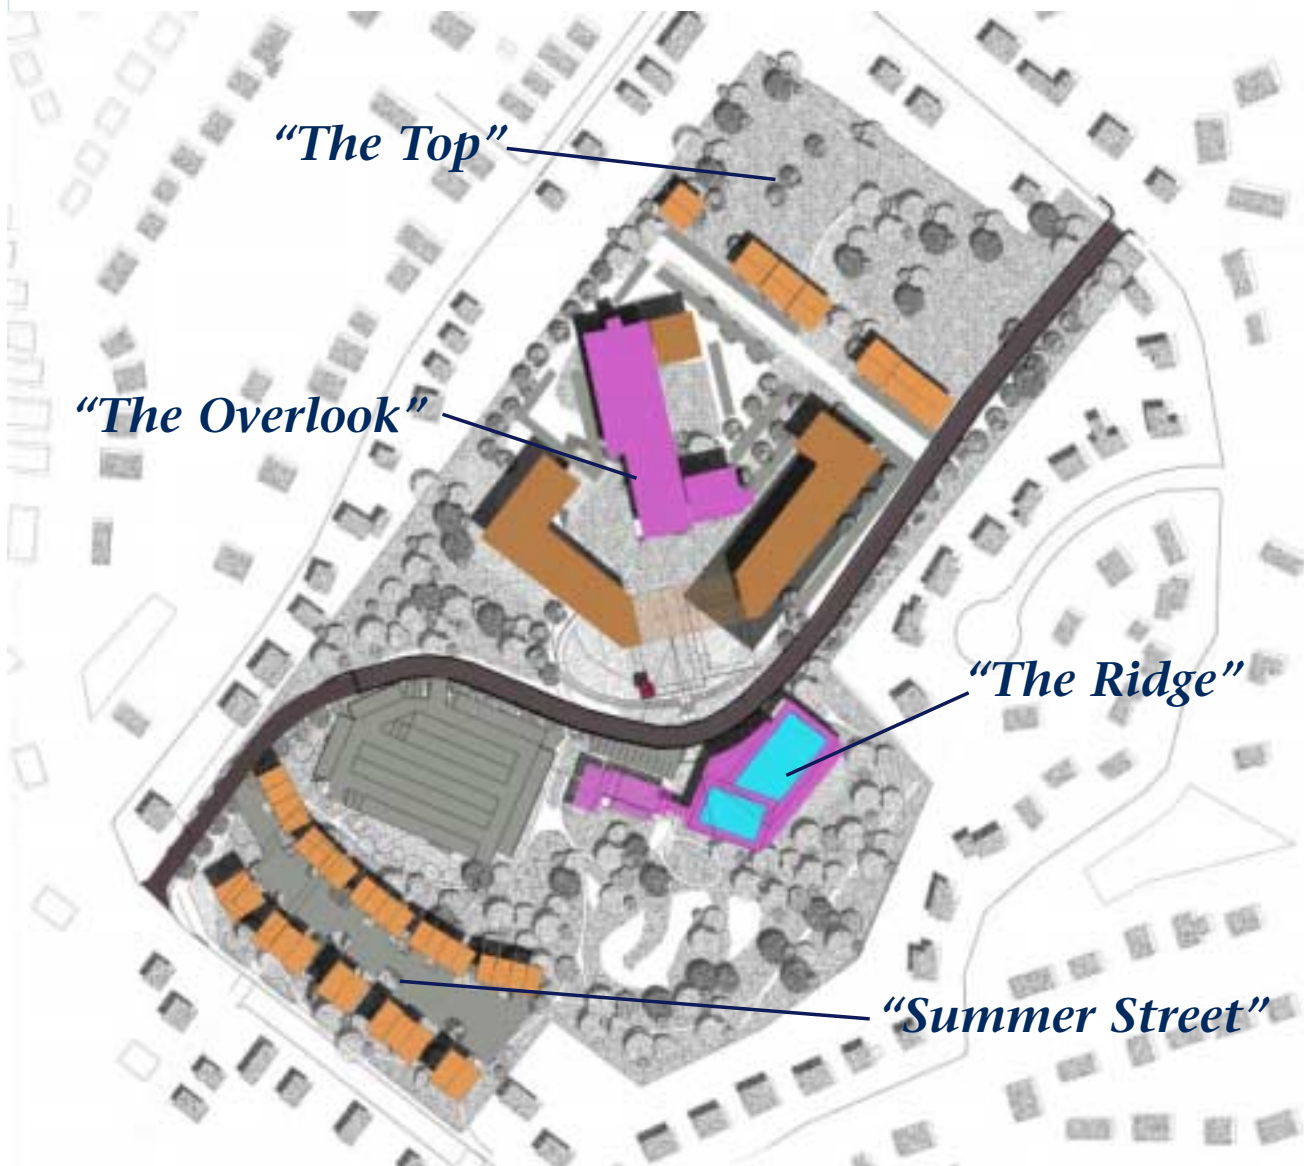 “The Top”
“The Overlook”
“The Ridge”
“Summer Street”